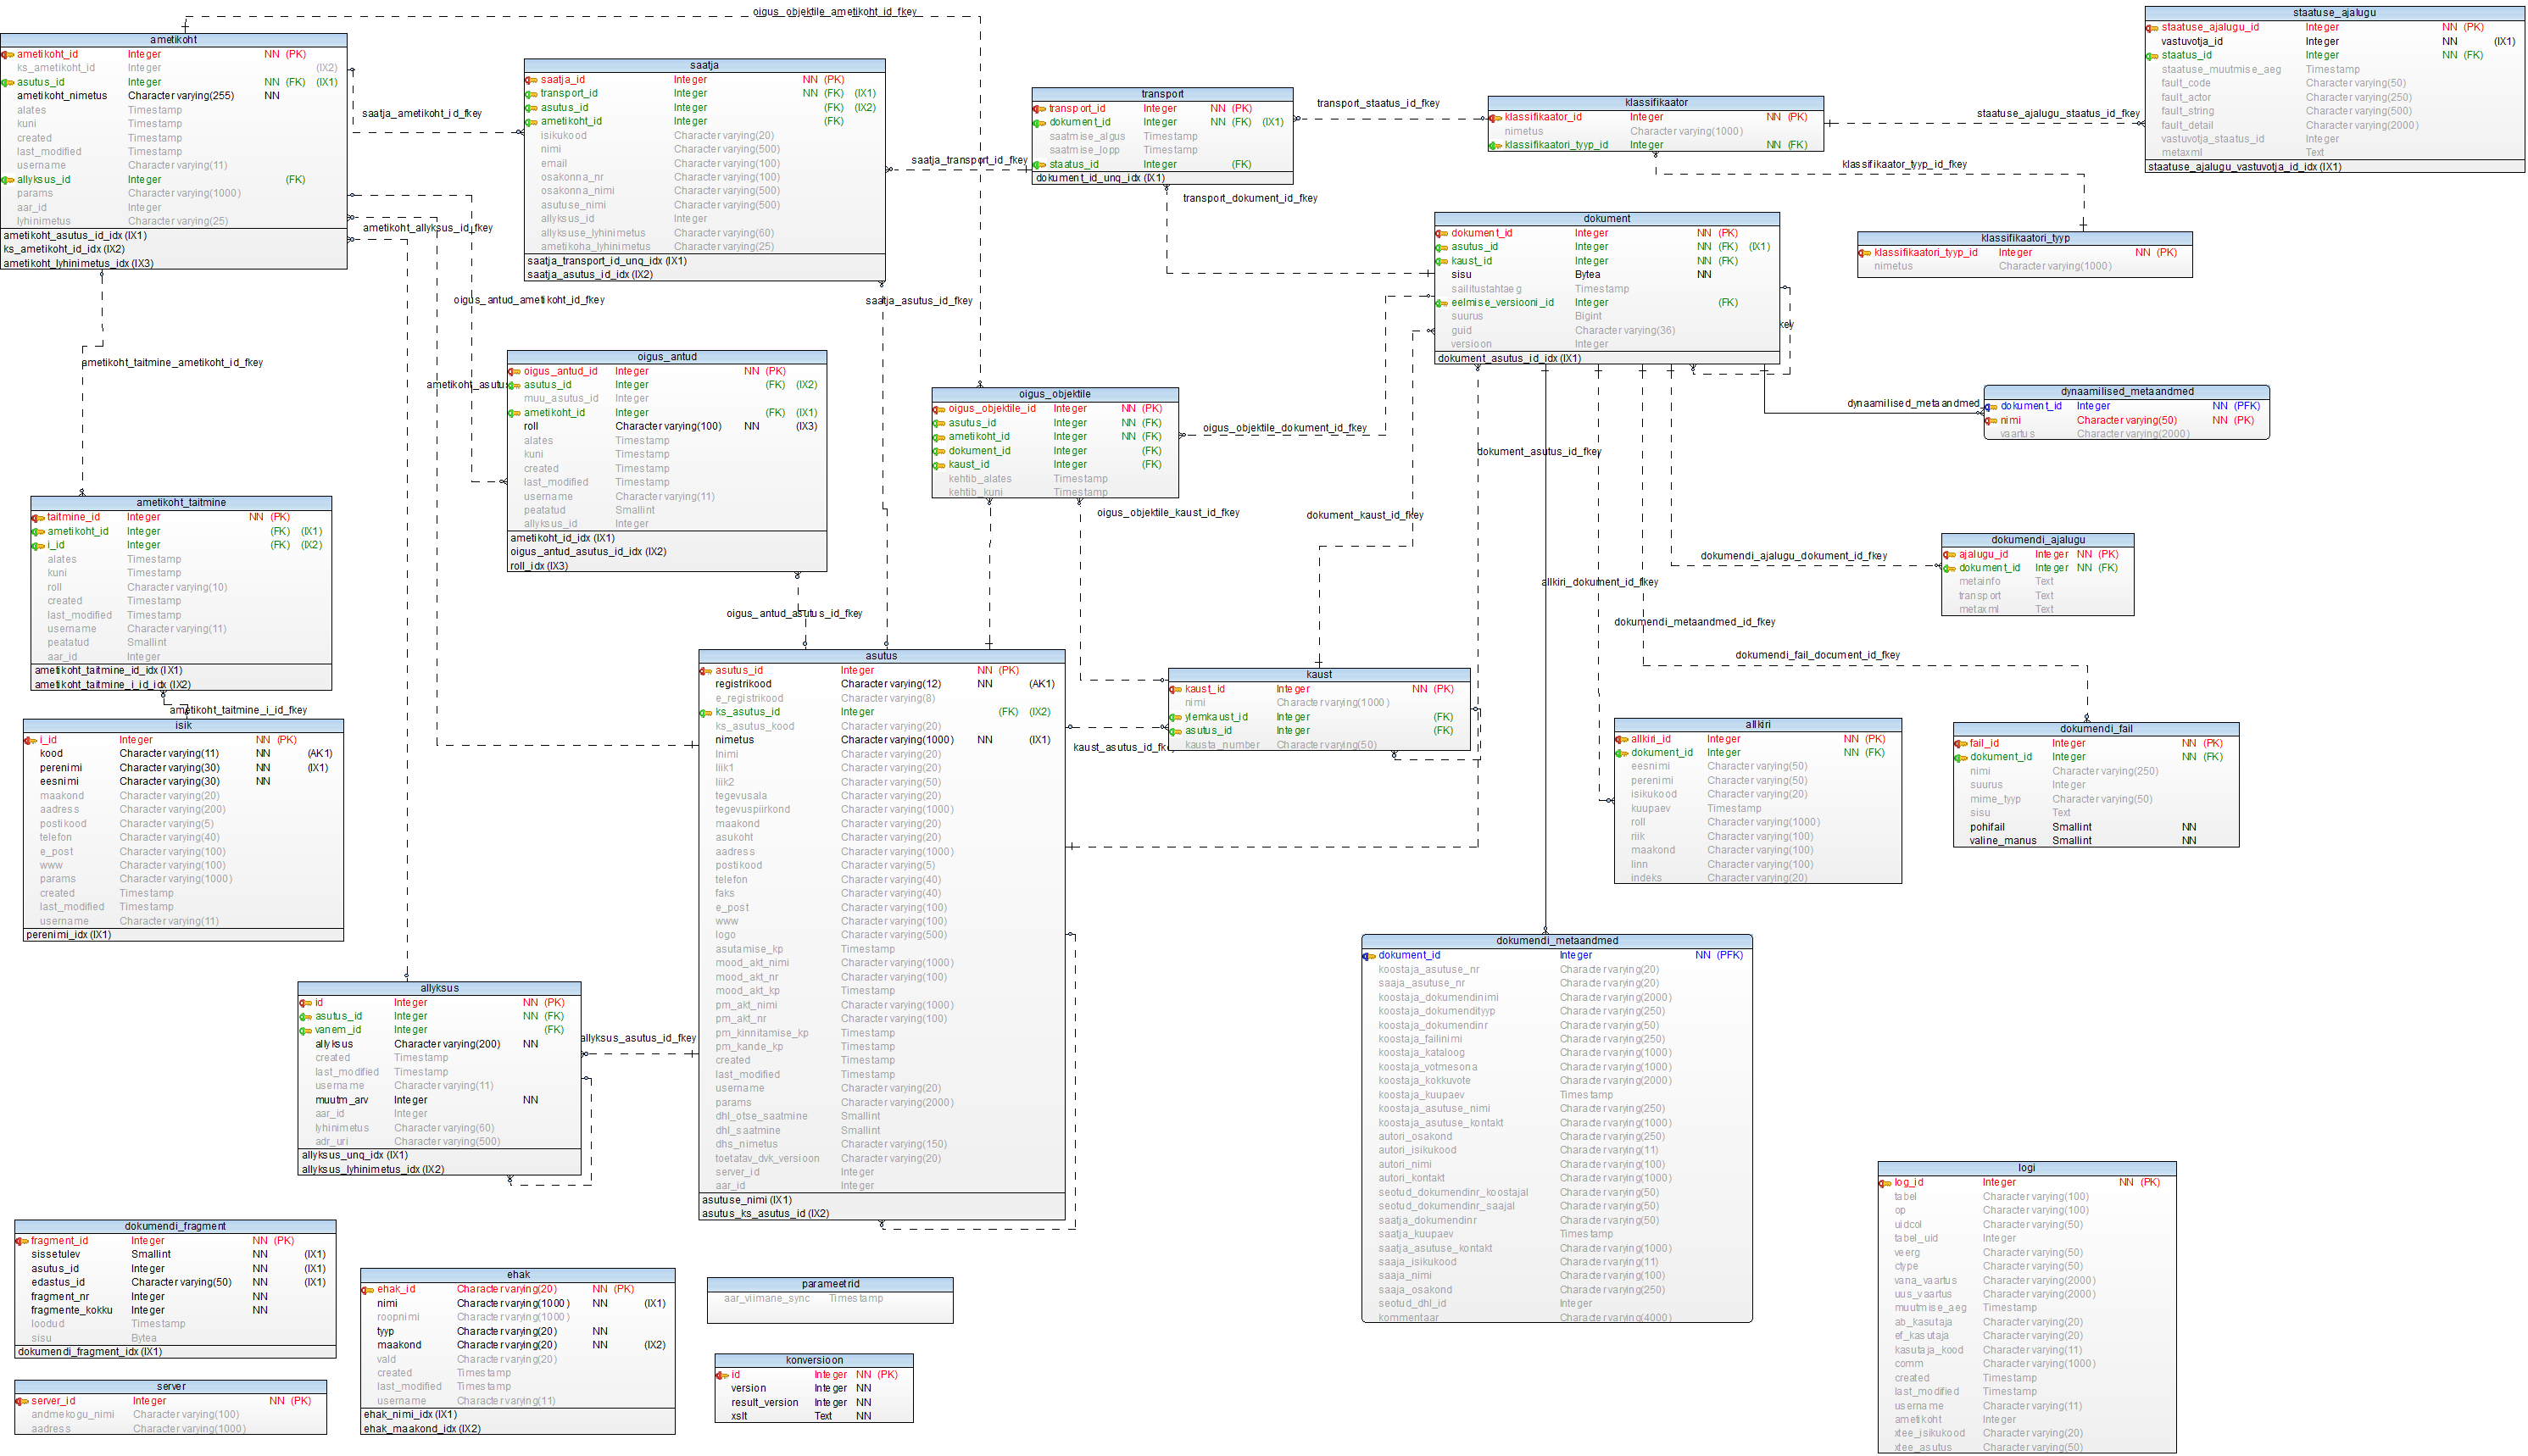 oigus_objektile_ametikoht_id_fkey
ametikoht
ametikoht_id Integer NN (PK)
ks_ametikoht_id Integer (IX2)
asutus_id Integer NN (FK) (IX1)
ametikoht_nimetus Character varying(255) NN
alates Timestamp
kuni Timestamp
created Timestamp
last_modified Timestamp
username Character varying(11)
allyksus_id Integer (FK)
params Character varying(1000)
aar_id Integer
lyhinimetus Character varying(25)
ametikoht_asutus_id_idx (IX1)
ks_ametikoht_id_idx (IX2)
ametikoht_lyhinimetus_idx (IX3)
saatja_ametikoht_id_fkey
ametikoht_allyksus_id_fkey
saatja
saatja_id Integer NN (PK)
transport_id Integer NN (FK) (IX1)
asutus_id Integer (FK) (IX2)
ametikoht_id Integer (FK)
isikukood Character varying(20)
nimi Character varying(500)
email Character varying(100)
osakonna_nr Character varying(100)
osakonna_nimi Character varying(500)
asutuse_nimi Character varying(500)
allyksus_id Integer
allyksuse_lyhinimetus Character varying(60)
ametikoha_lyhinimetus Character varying(25)
saatja_transport_id_unq_idx (IX1)
saatja_asutus_id_idx (IX2)
saatja_transport_id_fkey
transport
transport_id Integer NN (PK)
dokument_id Integer NN (FK) (IX1)
saatmise_algus Timestamp
saatmise_lopp Timestamp
staatus_id Integer (FK)
dokument_id_unq_idx (IX1)
transport_staatus_id_fkey
transport_dokument_id_fkey
klassifikaator
klassifikaator_id Integer NN (PK)
nimetus Character varying(1000)
klassifikaatori_tyyp_id Integer NN (FK)
staatuse_ajalugu_staatus_id_fkey
klassifikaator_tyyp_id_fkey
staatuse_ajalugu
staatuse_ajalugu_id Integer NN (PK)
vastuvotja_id Integer NN (IX1)
staatus_id Integer NN (FK)
staatuse_muutmise_aeg Timestamp
fault_code Character varying(50)
fault_actor Character varying(250)
fault_string Character varying(500)
fault_detail Character varying(2000)
vastuvotja_staatus_id Integer
metaxml Text
staatuse_ajalugu_vastuvotja_id_idx (IX1)
klassifikaatori_tyyp
klassifikaatori_tyyp_id Integer NN (PK)
nimetus Character varying(1000)
dokument
dokument_id Integer NN (PK)
asutus_id Integer NN (FK) (IX1)
kaust_id Integer NN (FK)
sisu Bytea NN
sailitustahtaeg Timestamp
eelmise_versiooni_id Integer (FK)
suurus Bigint
guid Character varying(36)
versioon Integer
dokument_asutus_id_idx (IX1)
key
oigus_antud_ametikoht_id_fkey
saatja_asutus_id_fkey
ametikoht_taitmine_ametikoht_id_fkey
ametikoht_asutus
oigus_antud
oigus_antud_id Integer NN (PK)
asutus_id Integer (FK) (IX2)
muu_asutus_id Integer
ametikoht_id Integer (FK) (IX1)
roll Character varying(100) NN (IX3)
alates Timestamp
kuni Timestamp
created Timestamp
last_modified Timestamp
username Character varying(11)
peatatud Smallint
allyksus_id Integer
ametikoht_id_idx (IX1)
oigus_antud_asutus_id_idx (IX2)
roll_idx (IX3)
oigus_objektile
oigus_objektile_id Integer NN (PK)
asutus_id Integer NN (FK)
ametikoht_id Integer NN (FK)
dokument_id Integer (FK)
kaust_id Integer (FK)
kehtib_alates Timestamp
kehtib_kuni Timestamp
oigus_objektile_dokument_id_fkey
oigus_objektile_kaust_id_fkey
dokument_kaust_id_fkey
dokument_asutus_id_fkey
dynaamilised_metaandmed
dynaamilised_metaandmed
dokument_id Integer NN (PFK)
nimi Character varying(50) NN (PK)
vaartus Character varying(2000)
ametikoht_taitmine
taitmine_id Integer NN (PK)
ametikoht_id Integer (FK) (IX1)
i_id Integer (FK) (IX2)
alates Timestamp
kuni Timestamp
roll Character varying(10)
created Timestamp
last_modified Timestamp
username Character varying(11)
peatatud Smallint
aar_id Integer
ametikoht_taitmine_id_idx (IX1)
ametikoht_taitmine_i_id_idx (IX2)
ametikoht_taitmine_i_id_fkey
dokumendi_ajalugu_dokument_id_fkey
dokumendi_ajalugu
ajalugu_id Integer NN (PK)
dokument_id Integer NN (FK)
metainfo Text
transport Text
metaxml Text
allkiri_dokument_id_fkey
dokumendi_metaandmed_id_fkey
dokumendi_fail_document_id_fkey
oigus_antud_asutus_id_fkey
isik
i_id Integer NN (PK)
kood Character varying(11) NN (AK1)
perenimi Character varying(30) NN (IX1)
eesnimi Character varying(30) NN
maakond Character varying(20)
aadress Character varying(200)
postikood Character varying(5)
telefon Character varying(40)
e_post Character varying(100)
www Character varying(100)
params Character varying(1000)
created Timestamp
last_modified Timestamp
username Character varying(11)
perenimi_idx (IX1)
asutus
asutus_id Integer NN (PK)
registrikood Character varying(12) NN (AK1)
e_registrikood Character varying(8)
ks_asutus_id Integer (FK) (IX2)
ks_asutus_kood Character varying(20)
nimetus Character varying(1000) NN (IX1)
lnimi Character varying(20)
liik1 Character varying(20)
liik2 Character varying(50)
tegevusala Character varying(20)
tegevuspiirkond Character varying(1000)
maakond Character varying(20)
asukoht Character varying(20)
aadress Character varying(1000)
postikood Character varying(5)
telefon Character varying(40)
faks Character varying(40)
e_post Character varying(100)
www Character varying(100)
logo Character varying(500)
asutamise_kp Timestamp
mood_akt_nimi Character varying(1000)
mood_akt_nr Character varying(100)
mood_akt_kp Timestamp
pm_akt_nimi Character varying(1000)
pm_akt_nr Character varying(100)
pm_kinnitamise_kp Timestamp
pm_kande_kp Timestamp
created Timestamp
last_modified Timestamp
username Character varying(20)
params Character varying(2000)
dhl_otse_saatmine Smallint
dhl_saatmine Smallint
dhs_nimetus Character varying(150)
toetatav_dvk_versioon Character varying(20)
server_id Integer
aar_id Integer
asutuse_nimi (IX1)
asutus_ks_asutus_id (IX2)
kaust
kaust_id Integer NN (PK)
nimi Character varying(1000)
ylemkaust_id Integer (FK)
asutus_id Integer (FK)
kausta_number Character varying(50)
kaust_asutus_id_fk
allkiri
allkiri_id Integer NN (PK)
dokument_id Integer NN (FK)
eesnimi Character varying(50)
perenimi Character varying(50)
isikukood Character varying(20)
kuupaev Timestamp
roll Character varying(1000)
riik Character varying(100)
maakond Character varying(100)
linn Character varying(100)
indeks Character varying(20)
dokumendi_fail
fail_id Integer NN (PK)
dokument_id Integer NN (FK)
nimi Character varying(250)
suurus Integer
mime_tyyp Character varying(50)
sisu Text
pohifail Smallint NN
valine_manus Smallint NN
dokumendi_metaandmed
dokument_id Integer NN (PFK)
koostaja_asutuse_nr Character varying(20)
saaja_asutuse_nr Character varying(20)
koostaja_dokumendinimi Character varying(2000)
koostaja_dokumendityyp Character varying(250)
koostaja_dokumendinr Character varying(50)
koostaja_failinimi Character varying(250)
koostaja_kataloog Character varying(1000)
koostaja_votmesona Character varying(1000)
koostaja_kokkuvote Character varying(2000)
koostaja_kuupaev Timestamp
koostaja_asutuse_nimi Character varying(250)
koostaja_asutuse_kontakt Character varying(1000)
autori_osakond Character varying(250)
autori_isikukood Character varying(11)
autori_nimi Character varying(100)
autori_kontakt Character varying(1000)
seotud_dokumendinr_koostajal Character varying(50)
seotud_dokumendinr_saajal Character varying(50)
saatja_dokumendinr Character varying(50)
saatja_kuupaev Timestamp
saatja_asutuse_kontakt Character varying(1000)
saaja_isikukood Character varying(11)
saaja_nimi Character varying(100)
saaja_osakond Character varying(250)
seotud_dhl_id Integer
kommentaar Character varying(4000)
allyksus
id Integer NN (PK)
asutus_id Integer NN (FK)
vanem_id Integer (FK)
allyksus Character varying(200) NN
created Timestamp
last_modified Timestamp
username Character varying(11)
muutm_arv Integer NN
aar_id Integer
lyhinimetus Character varying(60)
adr_uri Character varying(500)
allyksus_unq_idx (IX1)
allyksus_lyhinimetus_idx (IX2)
allyksus_asutus_id_fkey
logi
log_id Integer NN (PK)
tabel Character varying(100)
op Character varying(100)
uidcol Character varying(50)
tabel_uid Integer
veerg Character varying(50)
ctype Character varying(50)
vana_vaartus Character varying(2000)
uus_vaartus Character varying(2000)
muutmise_aeg Timestamp
ab_kasutaja Character varying(20)
ef_kasutaja Character varying(20)
kasutaja_kood Character varying(11)
comm Character varying(1000)
created Timestamp
last_modified Timestamp
username Character varying(11)
ametikoht Integer
xtee_isikukood Character varying(20)
xtee_asutus Character varying(50)
dokumendi_fragment
fragment_id Integer NN (PK)
sissetulev Smallint NN (IX1)
asutus_id Integer NN (IX1)
edastus_id Character varying(50) NN (IX1)
fragment_nr Integer NN
fragmente_kokku Integer NN
loodud Timestamp
sisu Bytea
dokumendi_fragment_idx (IX1)
ehak
ehak_id Character varying(20) NN (PK)
nimi Character varying(1000) NN (IX1)
roopnimi Character varying(1000)
tyyp Character varying(20) NN
maakond Character varying(20) NN (IX2)
vald Character varying(20)
created Timestamp
last_modified Timestamp
username Character varying(11)
ehak_nimi_idx (IX1)
ehak_maakond_idx (IX2)
parameetrid
aar_viimane_sync Timestamp
konversioon
id Integer NN (PK)
version Integer NN
result_version Integer NN
xslt Text NN
server
server_id Integer NN (PK)
andmekogu_nimi Character varying(100)
aadress Character varying(1000)